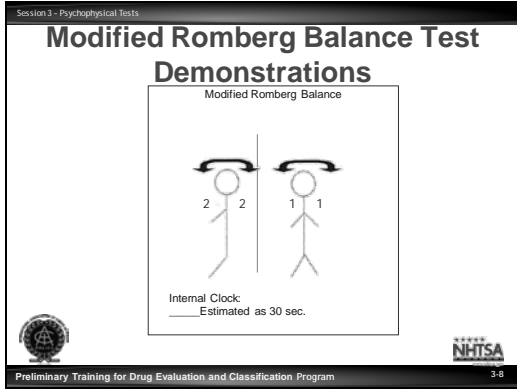 Session 3 - Psychophysical Tests
Modified Romberg Balance Test
Demonstrations
Modified Romberg Balance
2 2 1 1
Internal Clock:
_____Estimated as 30 sec.
NHTSA
Preliminary Training for Drug Evaluation and Classification Program 3-8